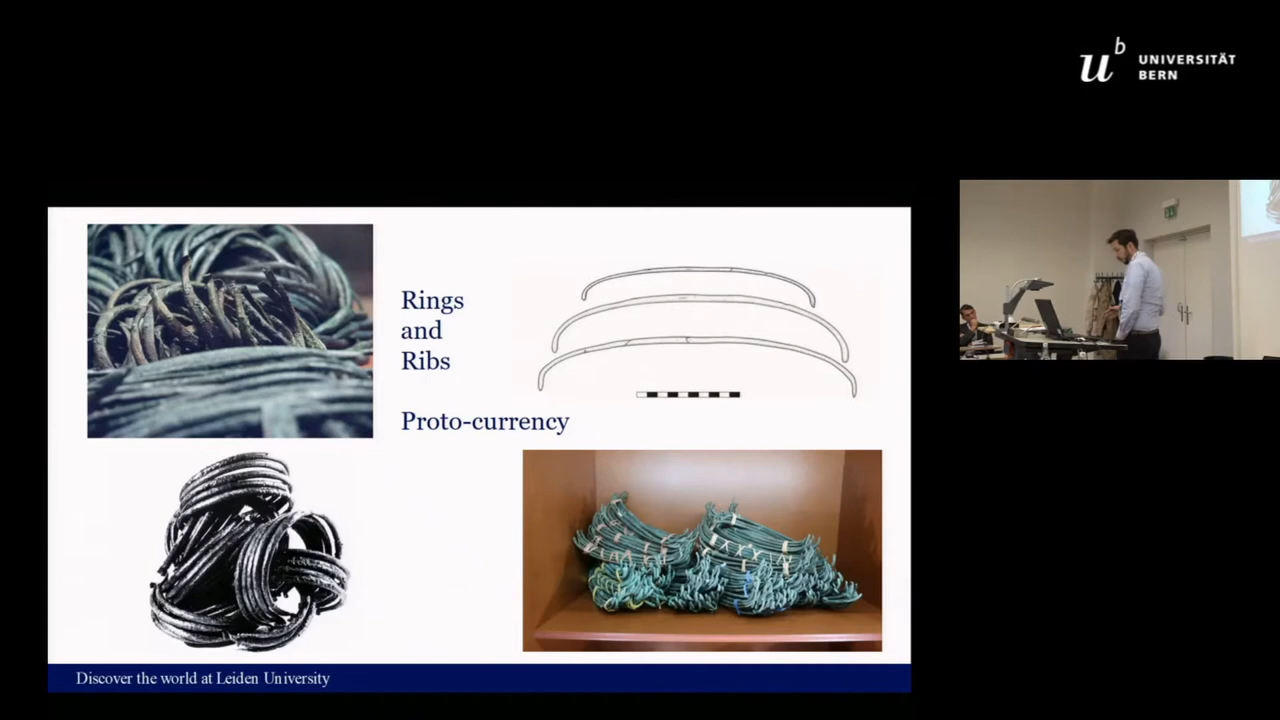 u
b
UNIVERSITÄT
BERN
Rings
and
Ribs
Proto-currency
Discover the world at Leiden University